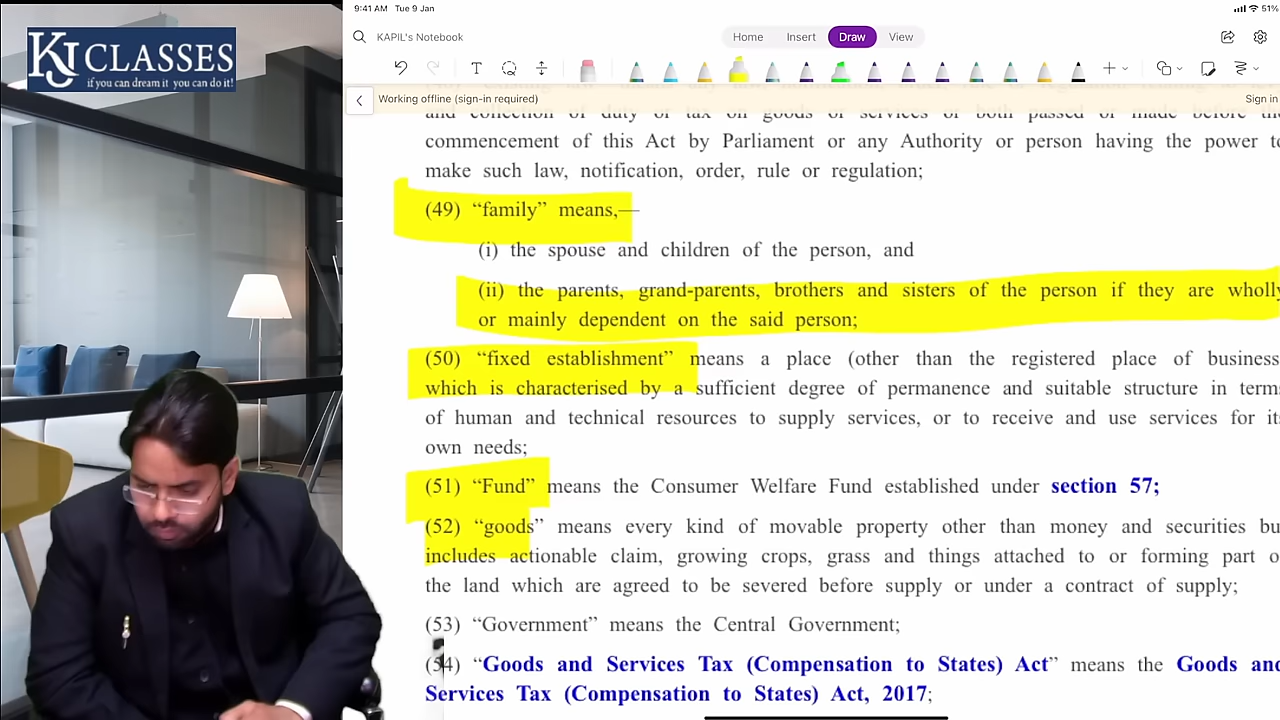 KJ CLASSES
if you can dream it you can do it!
9:41 AM Tue 9 Jan
51%
KAPIL's Notebook
Home Insert Draw View
Working offline (sign-in required)
Sign in
and collection of duty or tax on goods or services or both passed or made before the
commencement of this Act by Parliament or any Authority or person having the power to
make such law, notification, order, rule or regulation;
(49) “family” means,—
(i) the spouse and children of the person, and
(ii) the parents, grand-parents, brothers and sisters of the person if they are wholly
or mainly dependent on the said person;
(50) “fixed establishment” means a place (other than the registered place of business
which is characterised by a sufficient degree of permanence and suitable structure in term
of human and technical resources to supply services, or to receive and use services for it
own needs;
(51) “Fund” means the Consumer Welfare Fund established under section 57;
(52) “goods” means every kind of movable property other than money and securities bu
includes actionable claim, growing crops, grass and things attached to or forming part o
the land which are agreed to be severed before supply or under a contract of supply;
(53) “Government” means the Central Government;
(54) “Goods and Services Tax (Compensation to States) Act” means the Goods and
Services Tax (Compensation to States) Act, 2017;